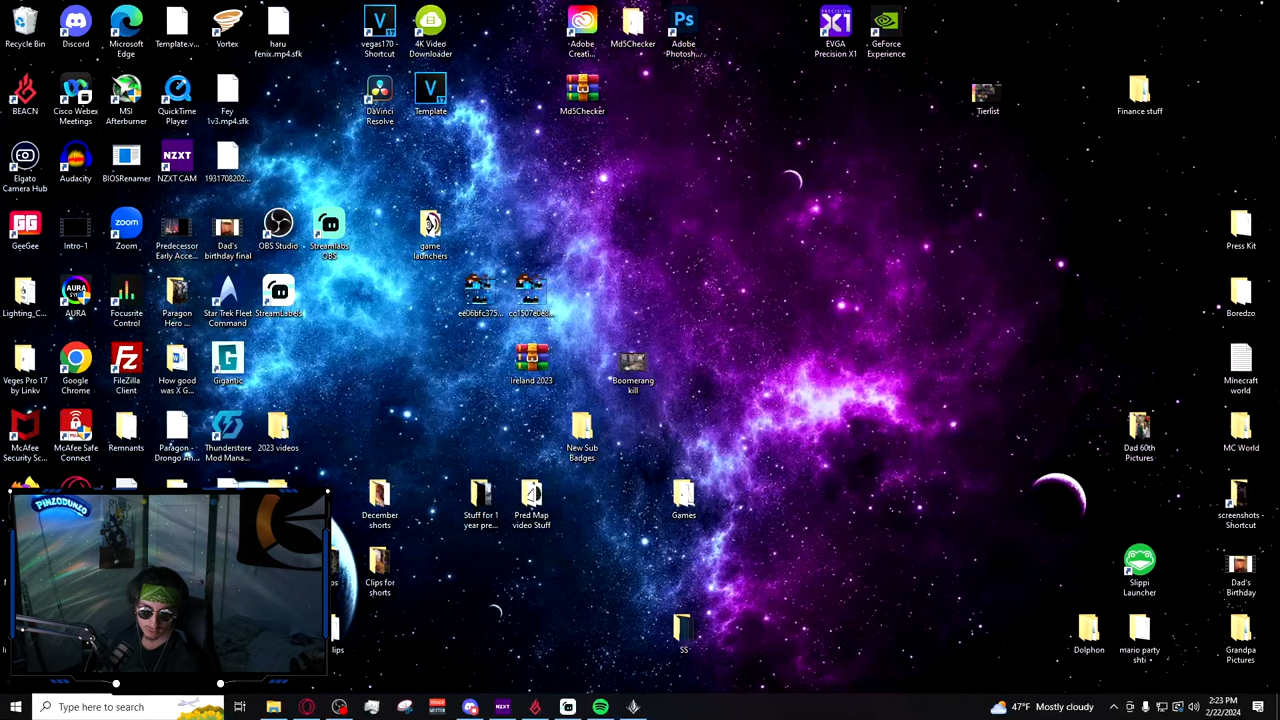 Recycle Bin
Discord
Microsoft
Edge
Template.v...
Vortex
haru
fenix.mp4.sfk
vegas170 -
Shortcut
4K Video
Downloader
Adobe
Creati...
Md5Checker
Adobe
Photosh...
EVGA
Precision X1
GeForce
Experience
BEACN
Cisco Webex
Meetings
MSI
Afterburner
QuickTime
Player
Fey
1v3.mp4.sfk
DaVinci
Resolve
Template
Md5Checker
Tierlist
Finance stuff
Elgato
Camera Hub
Audacity
BIOSRenamer
NZXT CAM
1931708202...
GeeGee
Intro-1
Zoom
Predecessor
Early Acce...
Dad's
birthday final
OBS Studio
Streamlabs
OBS
game
launchers
Press Kit
Lighting_C...
AURA
Focusrite
Control
Paragon
Hero ...
Star Trek Fleet
Command
StreamLabels
ee06bfc375...
cc1507e0e8...
Boredzo
Veges Pro 17
by Linkv
Google
Chrome
FileZilla
Client
How good
was X G...
Gigantic
Ireland 2023
Boomerang
kill
Minecraft
world
McAfee
Security Sc...
McAfee Safe
Connect
Remnants
Paragon -
Drongo An...
Thunderstore
Mod Mana...
2023 videos
New Sub
Badges
Dad 60th
Pictures
MC World
December
shorts
Stuff for 1
year pre...
Pred Map
video Stuff
Games
screenshots -
Shortcut
PINZODUNZO
Clips for
shorts
Slippi
Launcher
Dad's
Birthday
SS
Dolphon
mario party
shti
Grandpa
Pictures
Type here to search
47°F Mostly cloudy
2:23 PM
2/22/2024